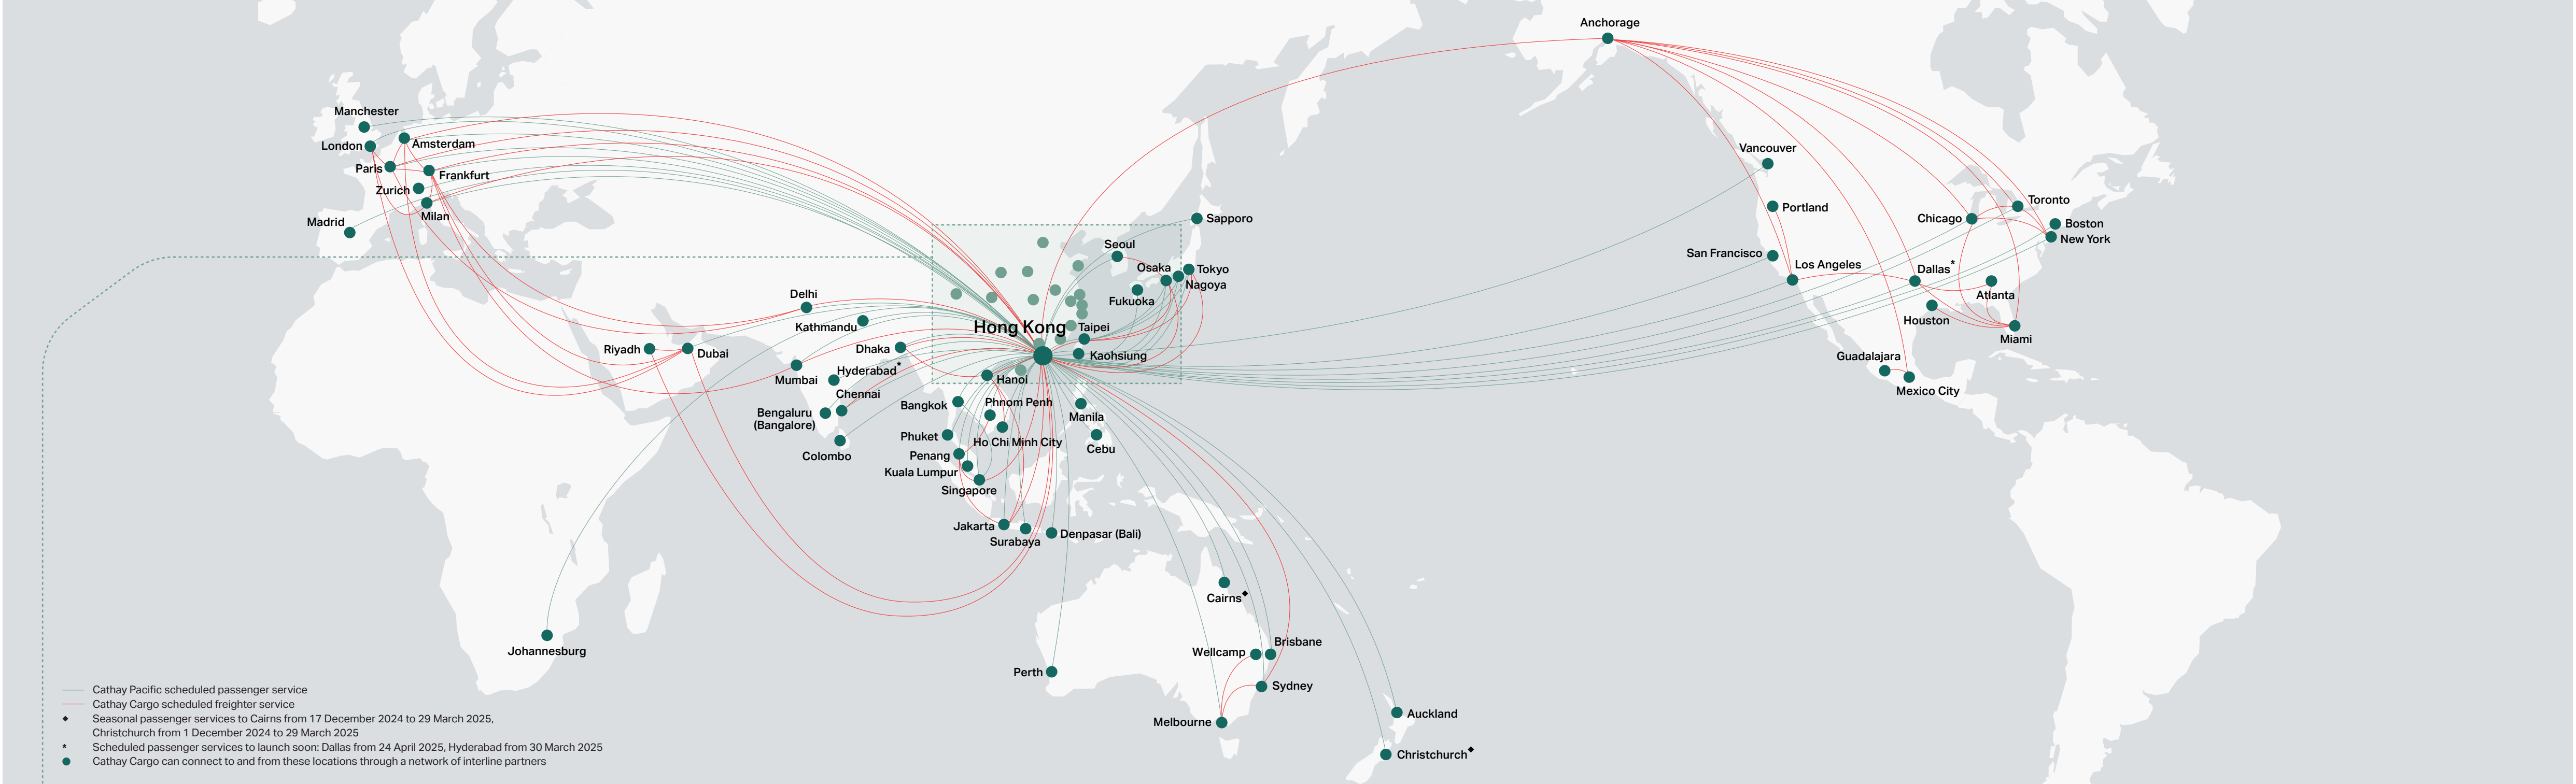 Anchorage
Manchester
London
Amsterdam
Paris
Frankfurt
Zurich
Milan
Madrid
Vancouver
Portland
San Francisco
Los Angeles
Toronto
Chicago
Boston
New York
Dallas*
Atlanta
Houston
Miami
Guadalajara
Mexico City
Sapporo
Seoul
Osaka
Tokyo
Nagoya
Fukuoka
Hong Kong
Taipei
Kaohsiung
Delhi
Kathmandu
Dhaka
Riyadh
Dubai
Mumbai
Hyderabad*
Chennai
Bengaluru
(Bangalore)
Colombo
Hanoi
Bangkok
Phnom Penh
Manila
Phuket
Ho Chi Minh City
Cebu
Penang
Kuala Lumpur
Singapore
Jakarta
Surabaya
Denpasar (Bali)
Cairns◆
Johannesburg
Brisbane
Wellcamp
Perth
Sydney
Melbourne
Auckland
Christchurch◆
Cathay Pacific scheduled passenger service
Cathay Cargo scheduled freighter service
◆ Seasonal passenger services to Cairns from 17 December 2024 to 29 March 2025,
Christchurch from 1 December 2024 to 29 March 2025
* Scheduled passenger services to launch soon: Dallas from 24 April 2025, Hyderabad from 30 March 2025
Cathay Cargo can connect to and from these locations through a network of interline partners